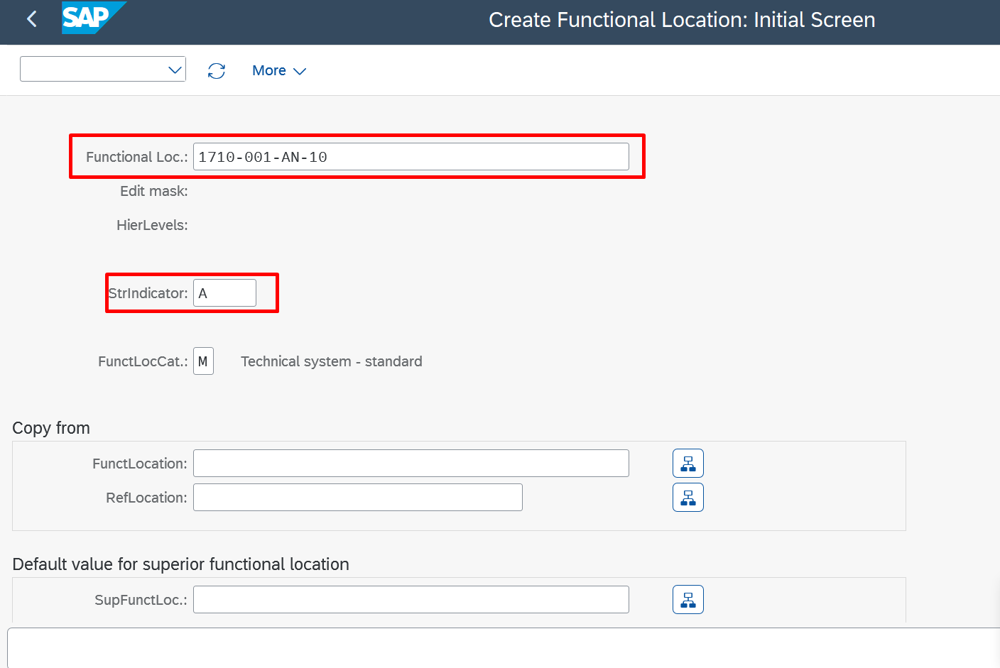 SAP Create Functional Location: Initial Screen
More
Functional Loc.: 1710-001-AN-10
Edit mask:
HierLevels:
StrIndicator: A
FunctLocCat.: M Technical system - standard
Copy from
FunctLocation:
RefLocation:
Default value for superior functional location
SupFunctLoc.: